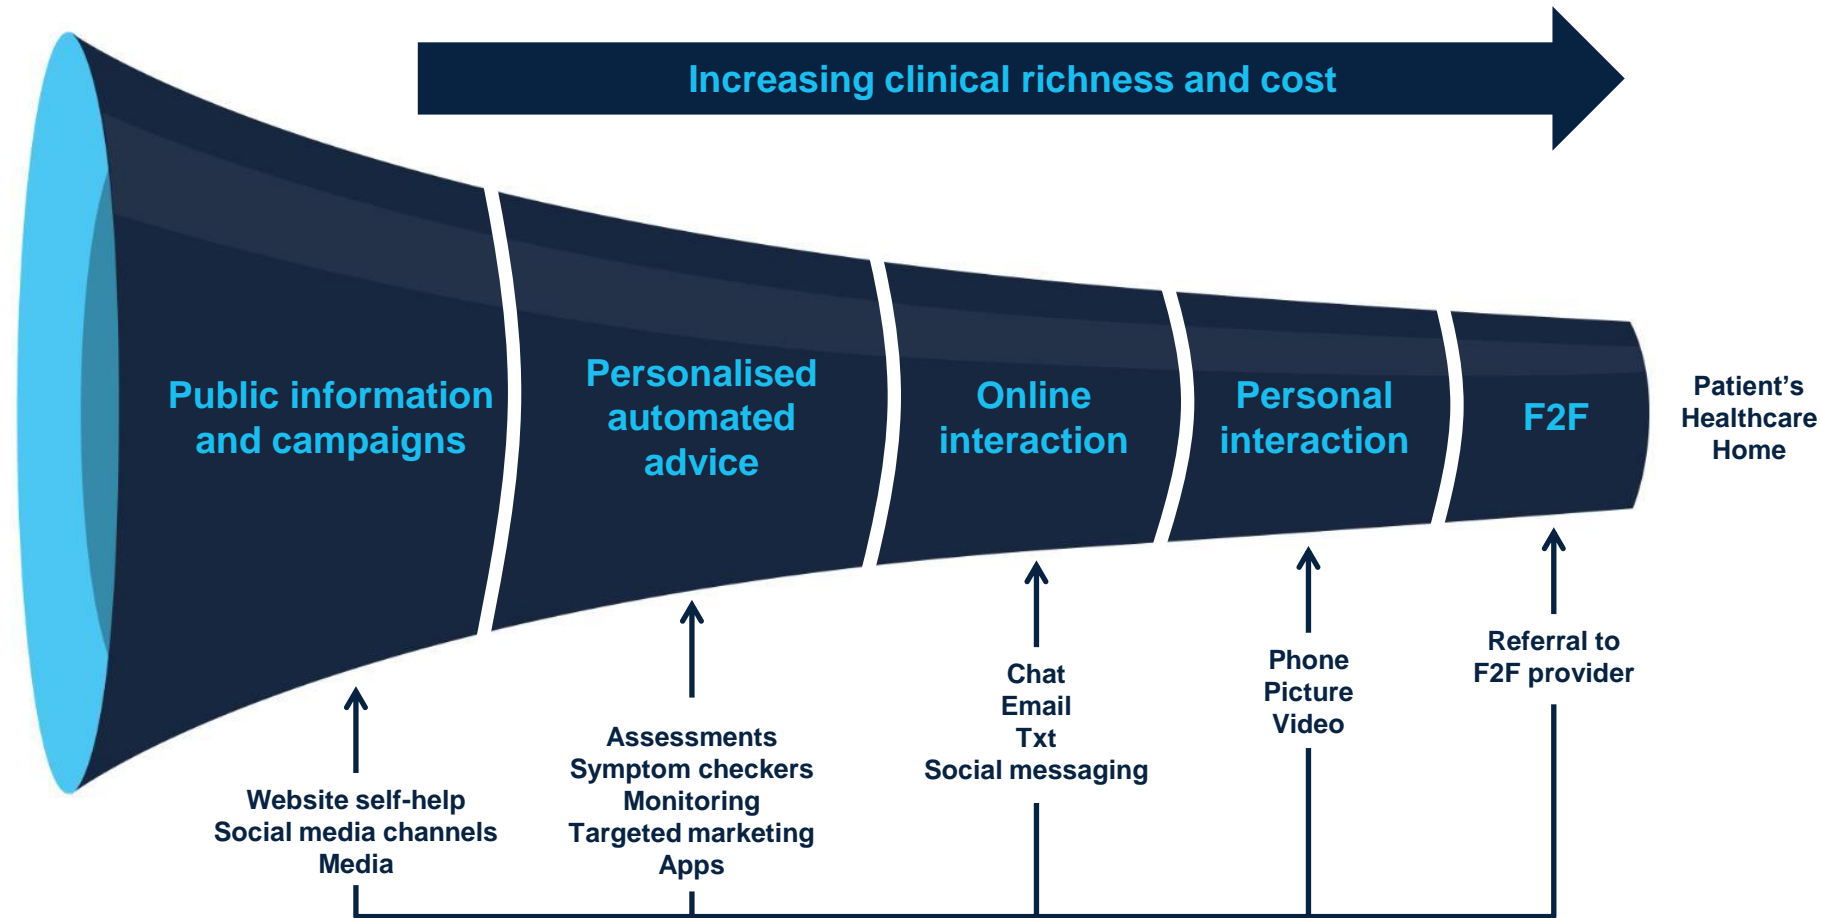 Increasing clinical richness and cost
Public information
and campaigns
Personalised
automated
advice
Online
interaction
Personal
interaction
F2F
Patient's
Healthcare
Home
Website self-help
Social media channels
Media
Assessments
Symptom checkers
Monitoring
Targeted marketing
Apps
Chat
Email
Txt
Social messaging
Phone
Picture
Video
Referral to
F2F provider